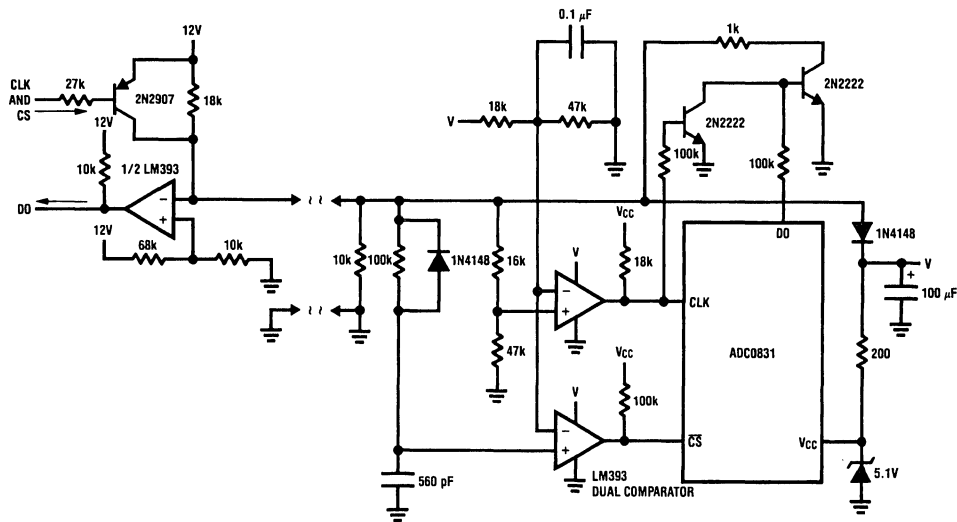 0.1 µF
12V
1k
CLK
AND
CS
27k
2N2907
18k
2N2222
V
18k
47k
2N2222
12V
10k
1/2 LM393
100k
100k
DO
12V
68k
10k
10k
100k
1N4148
16k
VCC
18k
V
DO
1N4148
V
+
100 µF
CLK
47k
ADC0831
200
VCC
100k
V
CS
VCC
5.1V
560 pF
LM393
DUAL COMPARATOR
-
+
-
+
-
+